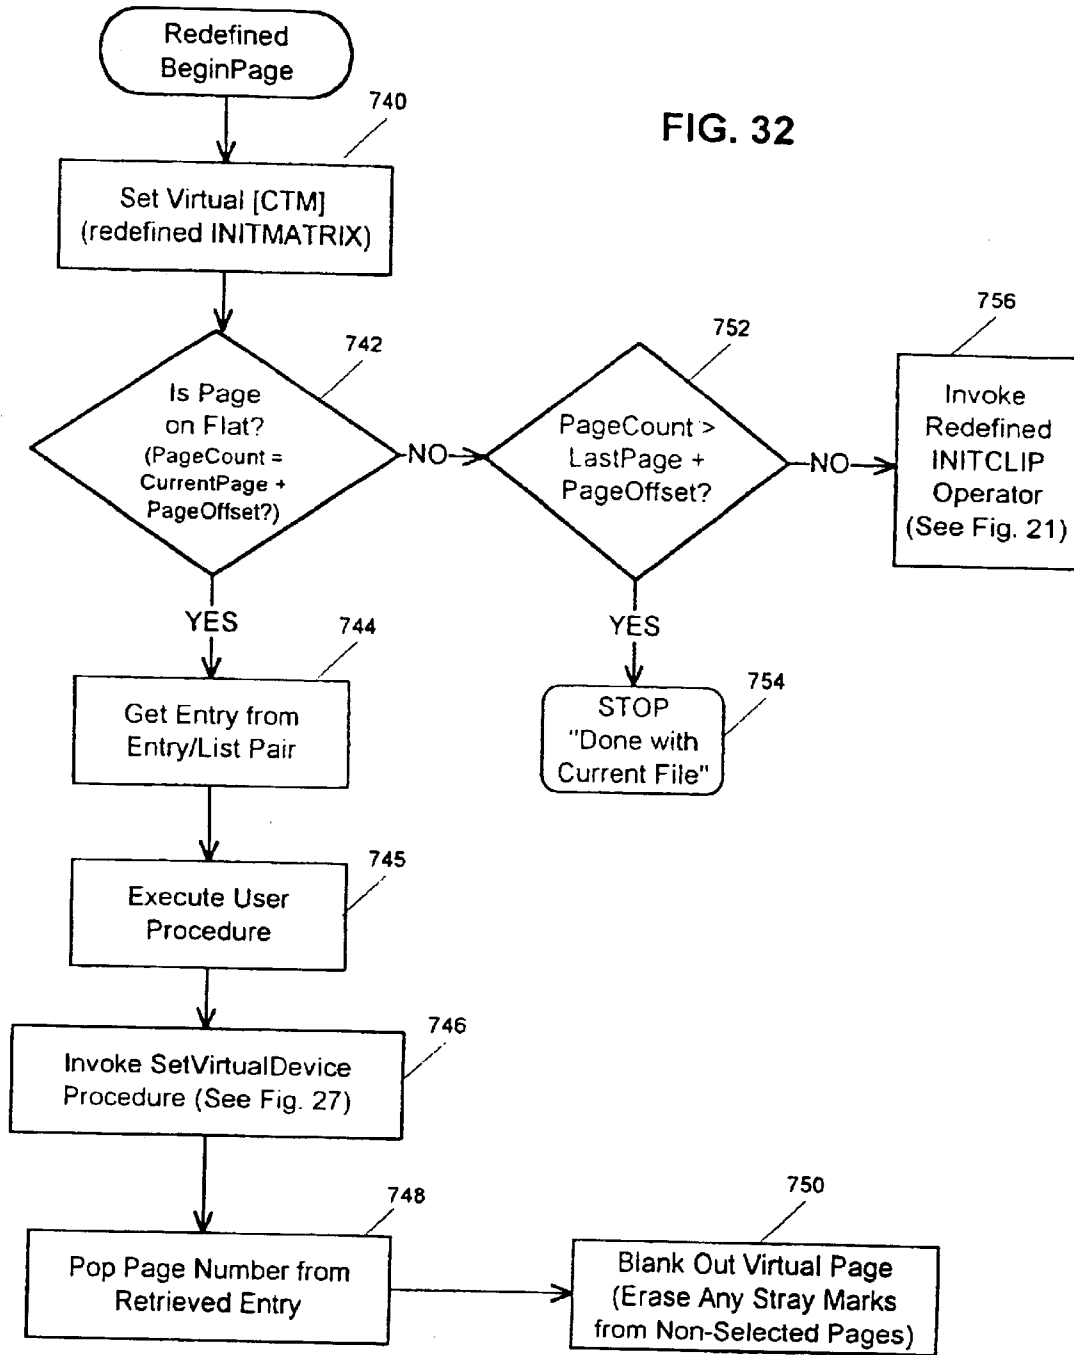 Redefined
BeginPage
740
FIG. 32
Set Virtual [CTM]
(redefined INITMATRIX)
742
Is Page
on Flat?
(PageCount =
CurrentPage +
PageOffset?)
NO
752
PageCount >
LastPage +
PageOffset?
NO
756
Invoke
Redefined
INITCLIP
Operator
(See Fig. 21)
YES
YES
744
Get Entry from
Entry/List Pair
754
STOP
"Done with
Current File"
745
Execute User
Procedure
746
Invoke SetVirtualDevice
Procedure (See Fig. 27)
748
Pop Page Number from
Retrieved Entry
750
Blank Out Virtual Page
(Erase Any Stray Marks
from Non-Selected Pages)